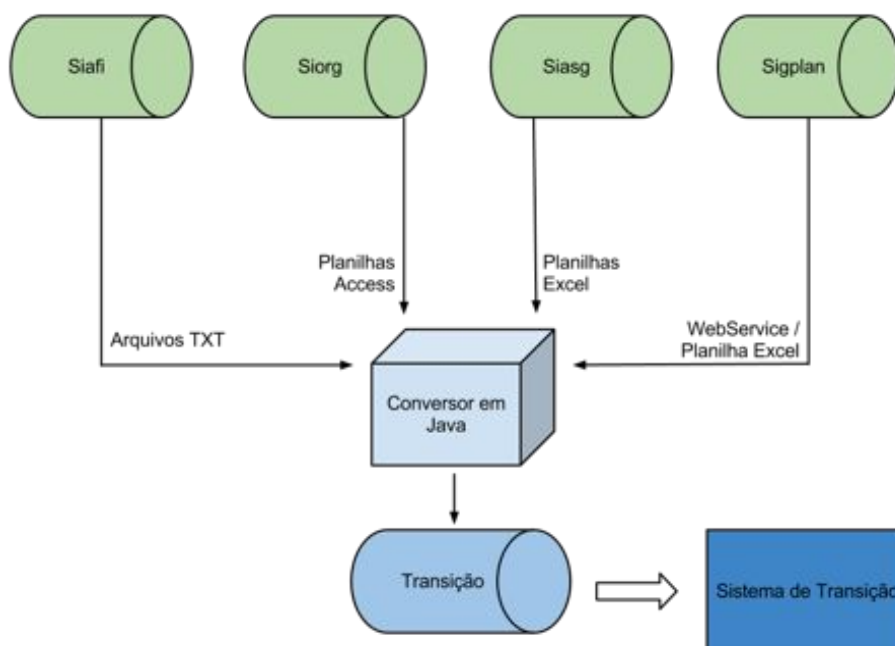 Siafi
Siorg
Siasg
Sigplan
Planilhas
Access
Planilhas
Excel
Arquivos TXT
WebService /
Planilha Excel
Conversor em
Java
Transição
Sistema de Transição